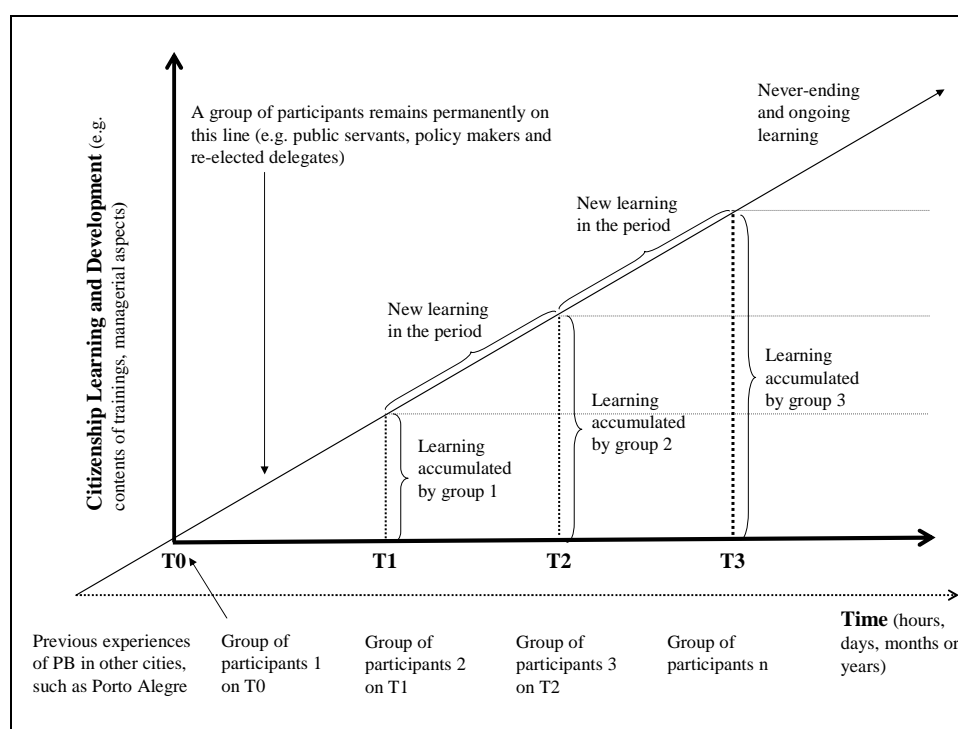 Citizenship Learning and Development (e.g.
contents of trainings, managerial aspects)
A group of participants remains permanently on
this line (e.g. public servants, policy makers and
re-elected delegates)
Never-ending
and ongoing
learning
New learning
in the period
New learning
in the period
Learning
accumulated
by group 1
Learning
accumulated
by group 2
Learning
accumulated
by group 3
T0
T1
T2
T3
Previous experiences
of PB in other cities,
such as Porto Alegre
Group of
participants 1
on T0
Group of
participants 2
on T1
Group of
participants 3
on T2
Group of
participants n
Time (hours,
days, months or
years)